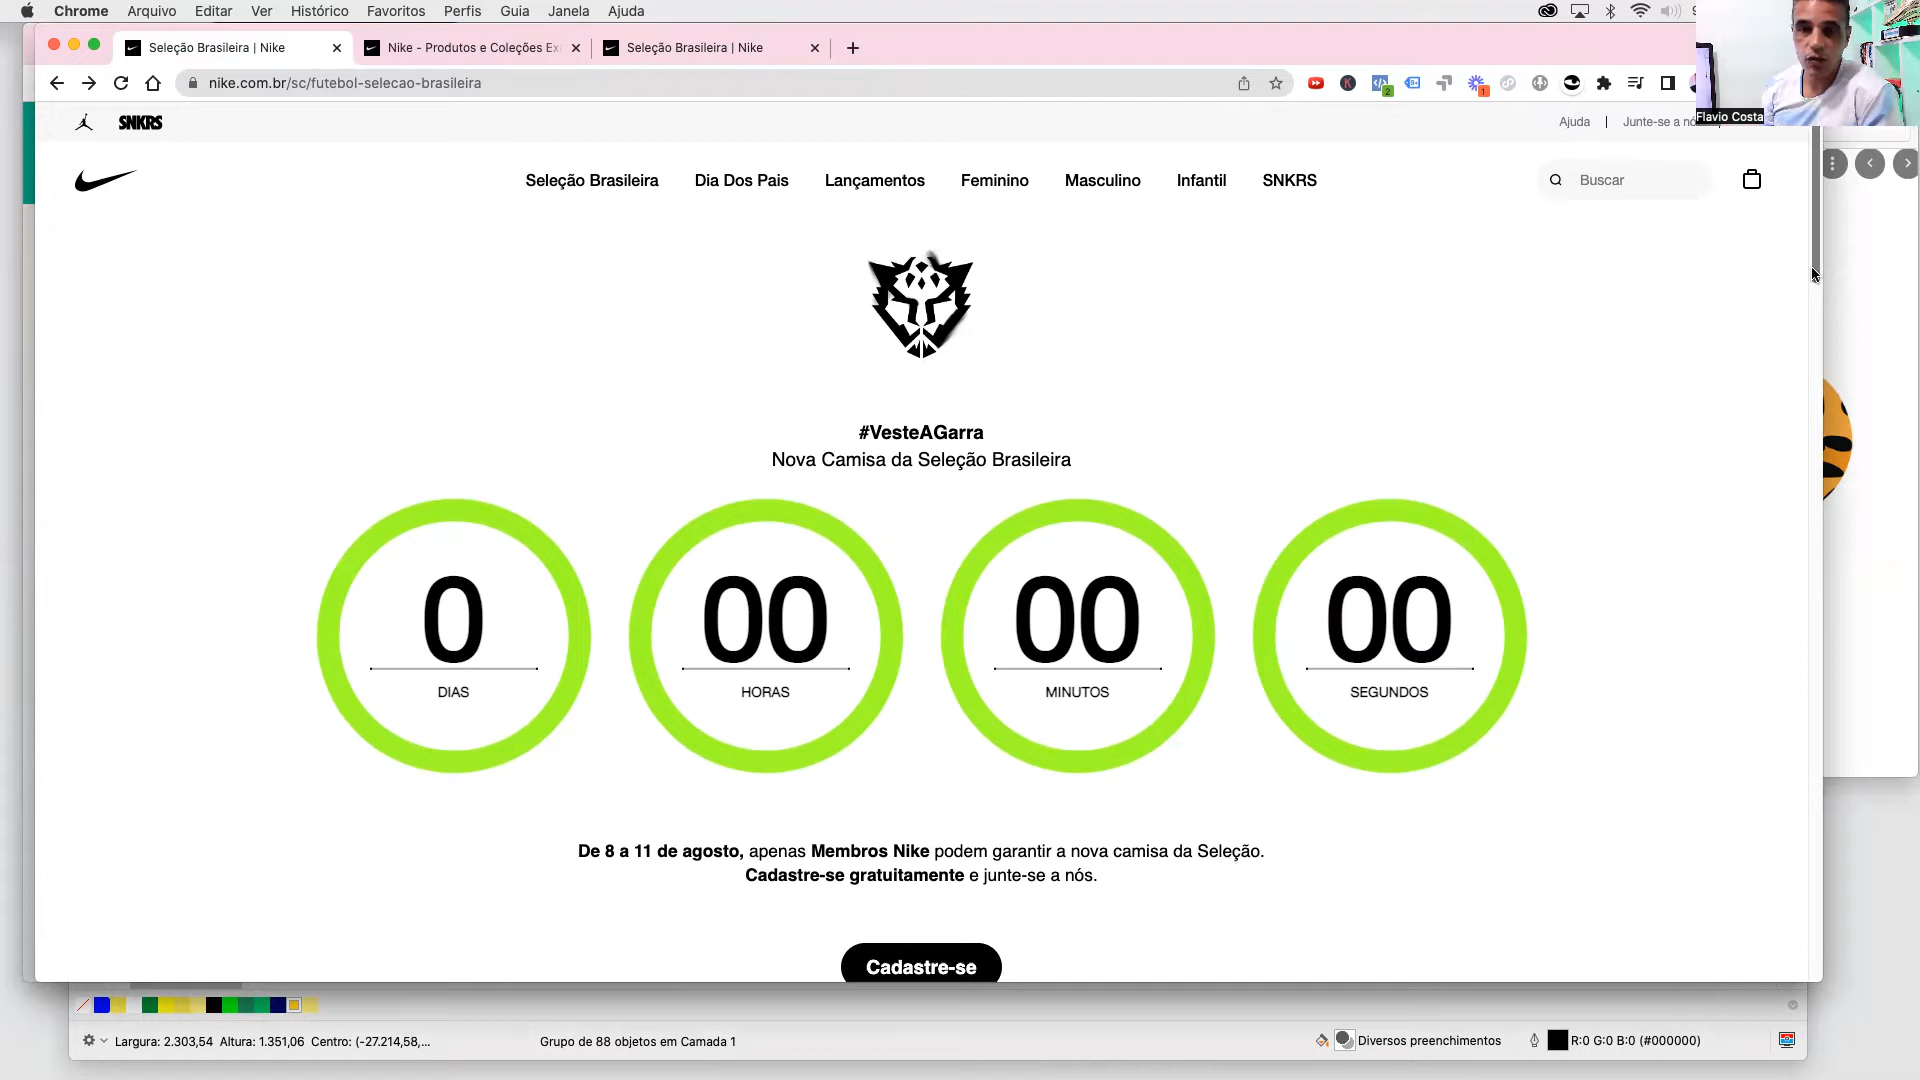 Chrome Arquivo Editar Ver Histórico Favoritos Perfis Guia Janela Ajuda
Seleção Brasileira | Nike
Nike - Produtos e Coleções Ex
Seleção Brasileira | Nike
nike.com.br/sc/futebol-selecao-brasileira
2
1
Flavio Costa
SNKRS
Ajuda | Junte-se a nós
Seleção Brasileira Dia Dos Pais Lançamentos Feminino Masculino Infantil SNKRS
Buscar
#VesteAGarra
Nova Camisa da Seleção Brasileira
0 00 00 00
DIAS HORAS MINUTOS SEGUNDOS
De 8 a 11 de agosto, apenas Membros Nike podem garantir a nova camisa da Seleção.
Cadastre-se gratuitamente e junte-se a nós.
Cadastre-se
Largura: 2.303,54 Altura: 1.351,06 Centro: (-27.214,58,... Grupo de 88 objetos em Camada 1 Diversos preenchimentos R:0 G:0 B:0 (#000000)